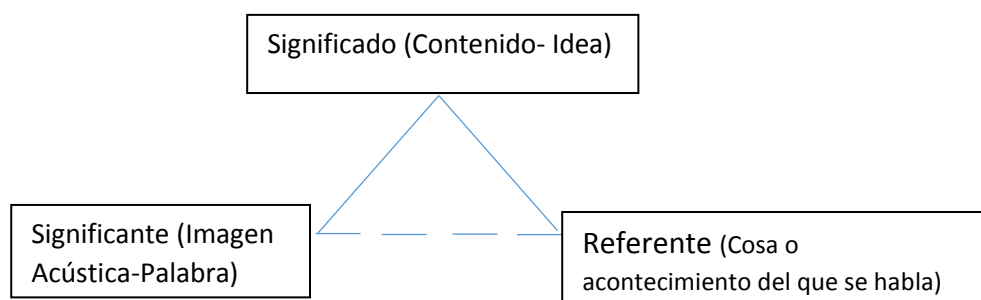 Significado (Contenido- Idea)
Significante (Imagen
Acústica-Palabra)
Referente (Cosa o
acontecimiento del que se habla)